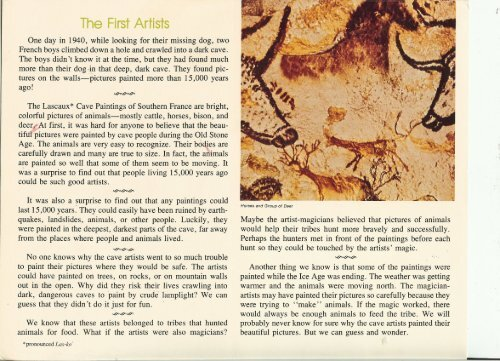 The First Artists
One day in 1940, while looking for their missing dog, two
French boys climbed down a hole and crawled into a dark cave.
The boys didn't know it at the time, but they had found much
more than their dog in that deep, dark cave. They found pic-
tures on the walls—pictures painted more than 15,000 years
ago!
The Lascaux* Cave Paintings of Southern France are bright,
colorful pictures of animals—mostly cattle, horses, bison, and
deer. At first, it was hard for anyone to believe that the beau-
tiful pictures were painted by cave people during the Old Stone
Age. The animals are very easy to recognize. Their bodies are
carefully drawn and many are true to size. In fact, the animals
are painted so well that some of them seem to be moving. It
was a surprise to find out that people living 15,000 years ago
could be such good artists.
It was also a surprise to find out that any paintings could
last 15,000 years. They could easily have been ruined by earth-
quakes, landslides, animals, or other people. Luckily, they
were painted in the deepest, darkest parts of the cave, far away
from the places where people and animals lived.
No one knows why the cave artists went to so much trouble
to paint their pictures where they would be safe. The artists
could have painted on trees, on rocks, or on mountain walls
out in the open. Why did they risk their lives crawling into
dark, dangerous caves to paint by crude lamplight? We can
guess that they didn't do it just for fun.
We know that these artists belonged to tribes that hunted
animals for food. What if the artists were also magicians?
*pronounced Las-ko'
Horses and Group of Deer
Maybe the artist-magicians believed that pictures of animals
would help their tribes hunt more bravely and successfully.
Perhaps the hunters met in front of the paintings before each
hunt so they could be touched by the artists' magic.
Another thing we know is that some of the paintings were
painted while the Ice Age was ending. The weather was getting
warmer and the animals were moving north. The magician-
artists may have painted their pictures so carefully because they
were trying to "make" animals. If the magic worked, there
would always be enough animals to feed the tribe. We will
probably never know for sure why the cave artists painted their
beautiful pictures. But we can guess and wonder.